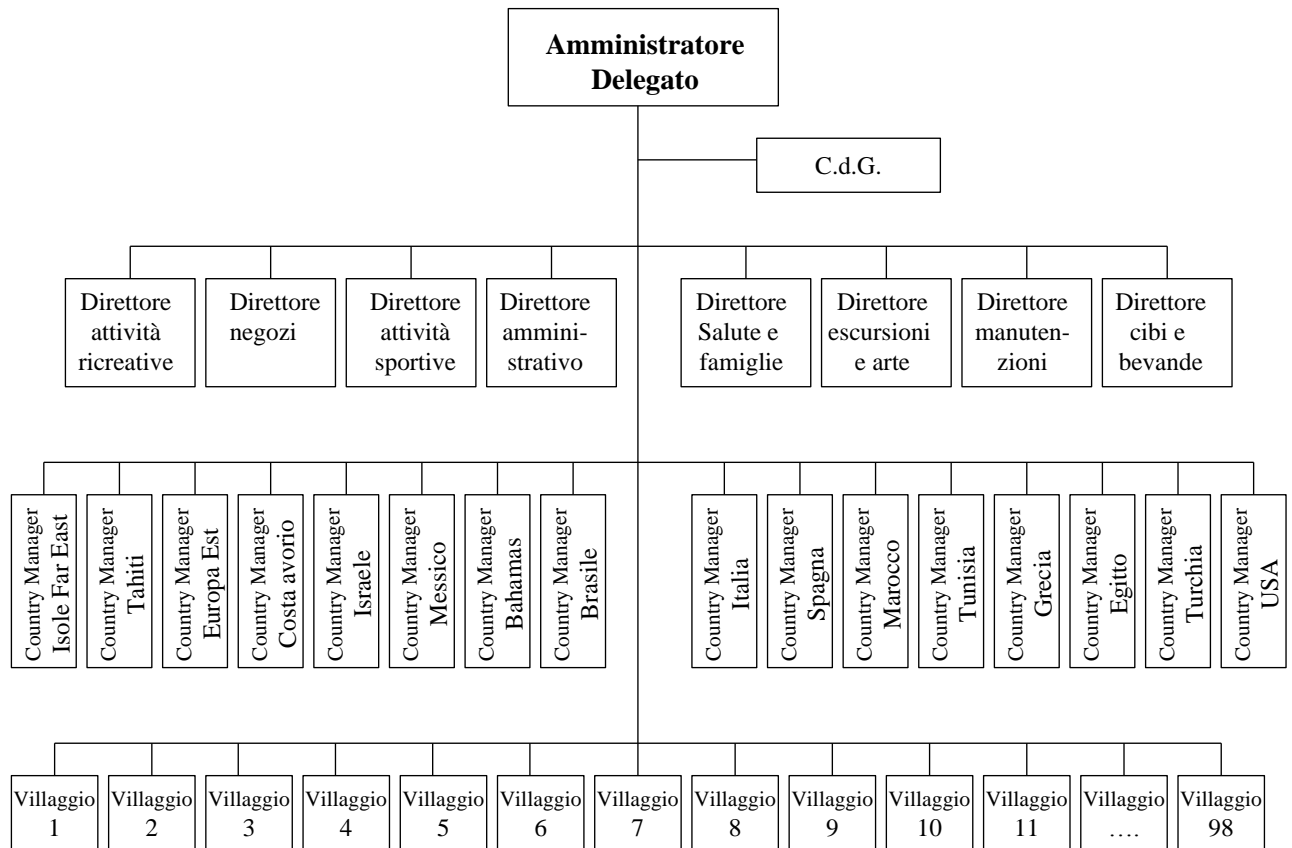 Amministratore
Delegato
C.d.G.
Direttore
attività
ricreative
Direttore
negozi
Direttore
attività
sportive
Direttore
ammini-
strativo
Direttore
Salute e
famiglie
Direttore
escursioni
e arte
Direttore
manuten-
zioni
Direttore
cibi e
bevande
Country Manager
Isole Far East
Country Manager
Tahiti
Country Manager
Europa Est
Country Manager
Costa avorio
Country Manager
Israele
Country Manager
Messico
Country Manager
Bahamas
Country Manager
Brasile
Country Manager
Italia
Country Manager
Spagna
Country Manager
Marocco
Country Manager
Tunisia
Country Manager
Grecia
Country Manager
Egitto
Country Manager
Turchia
Country Manager
USA
Villaggio
1
Villaggio
2
Villaggio
3
Villaggio
4
Villaggio
5
Villaggio
6
Villaggio
7
Villaggio
8
Villaggio
9
Villaggio
10
Villaggio
11
Villaggio
....
Villaggio
98